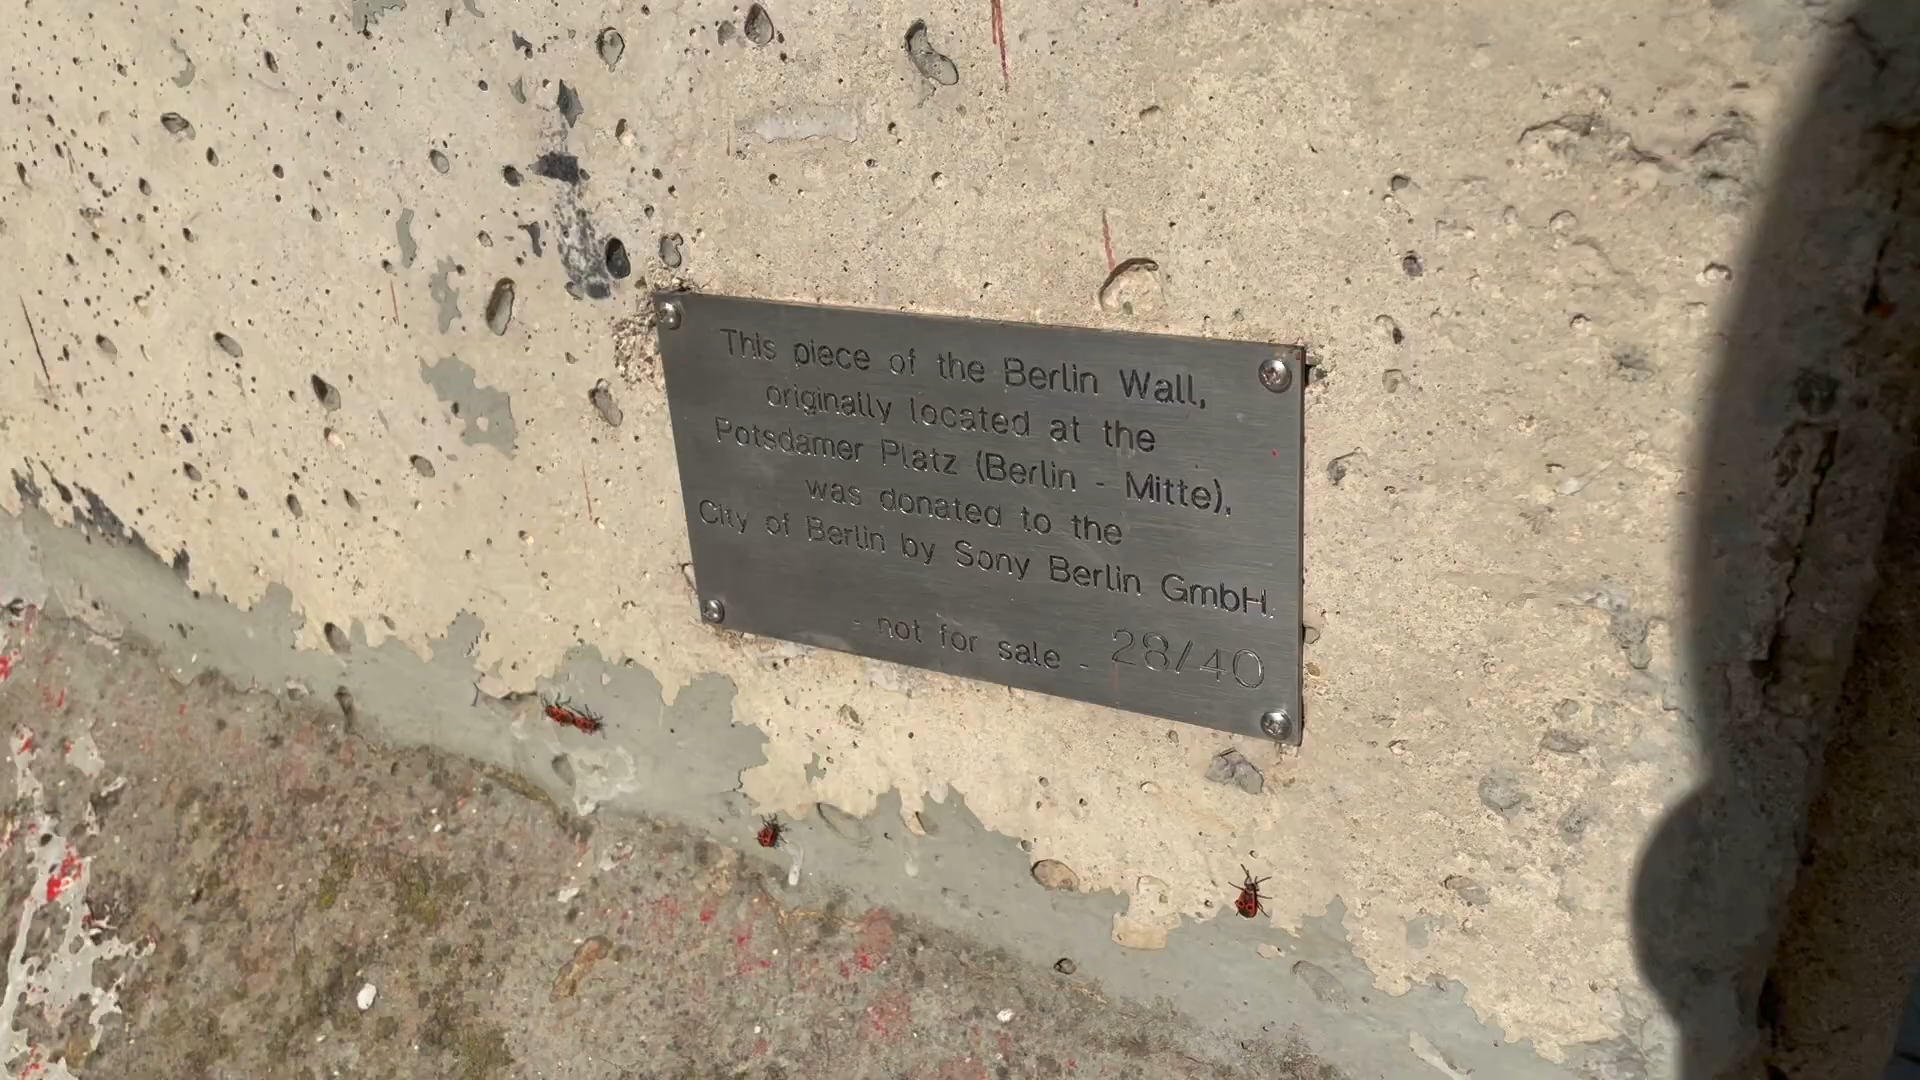 This piece of the Berlin Wall,
originally located at the
Potsdamer Platz (Berlin - Mitte),
was donated to the
City of Berlin by Sony Berlin GmbH.
- not for sale - 28/40